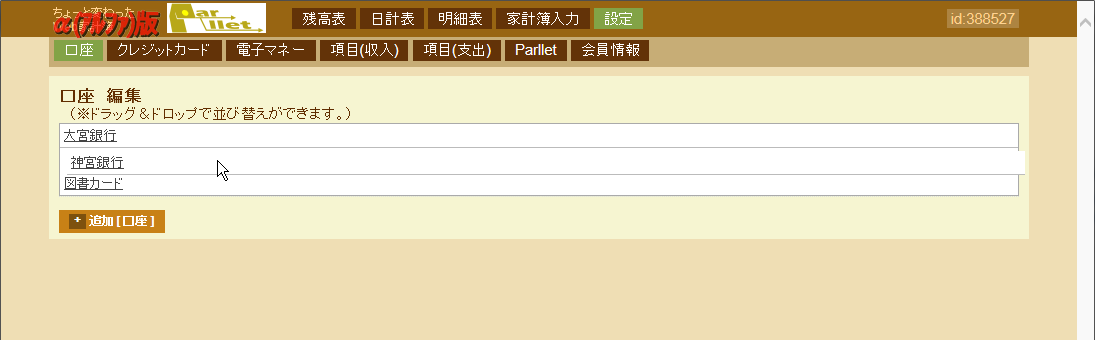 ちょっと変わった
α(アルファ)版
Parllet
残高表 日計表 明細表 家計簿入力 設定
id:388527
口座 クレジットカード 電子マネー 項目(収入) 項目(支出) Parllet 会員情報
口座 編集
(※ドラッグ＆ドロップで並び替えができます。)
大宮銀行
神宮銀行
図書カード
+ 追加 [ 口座 ]